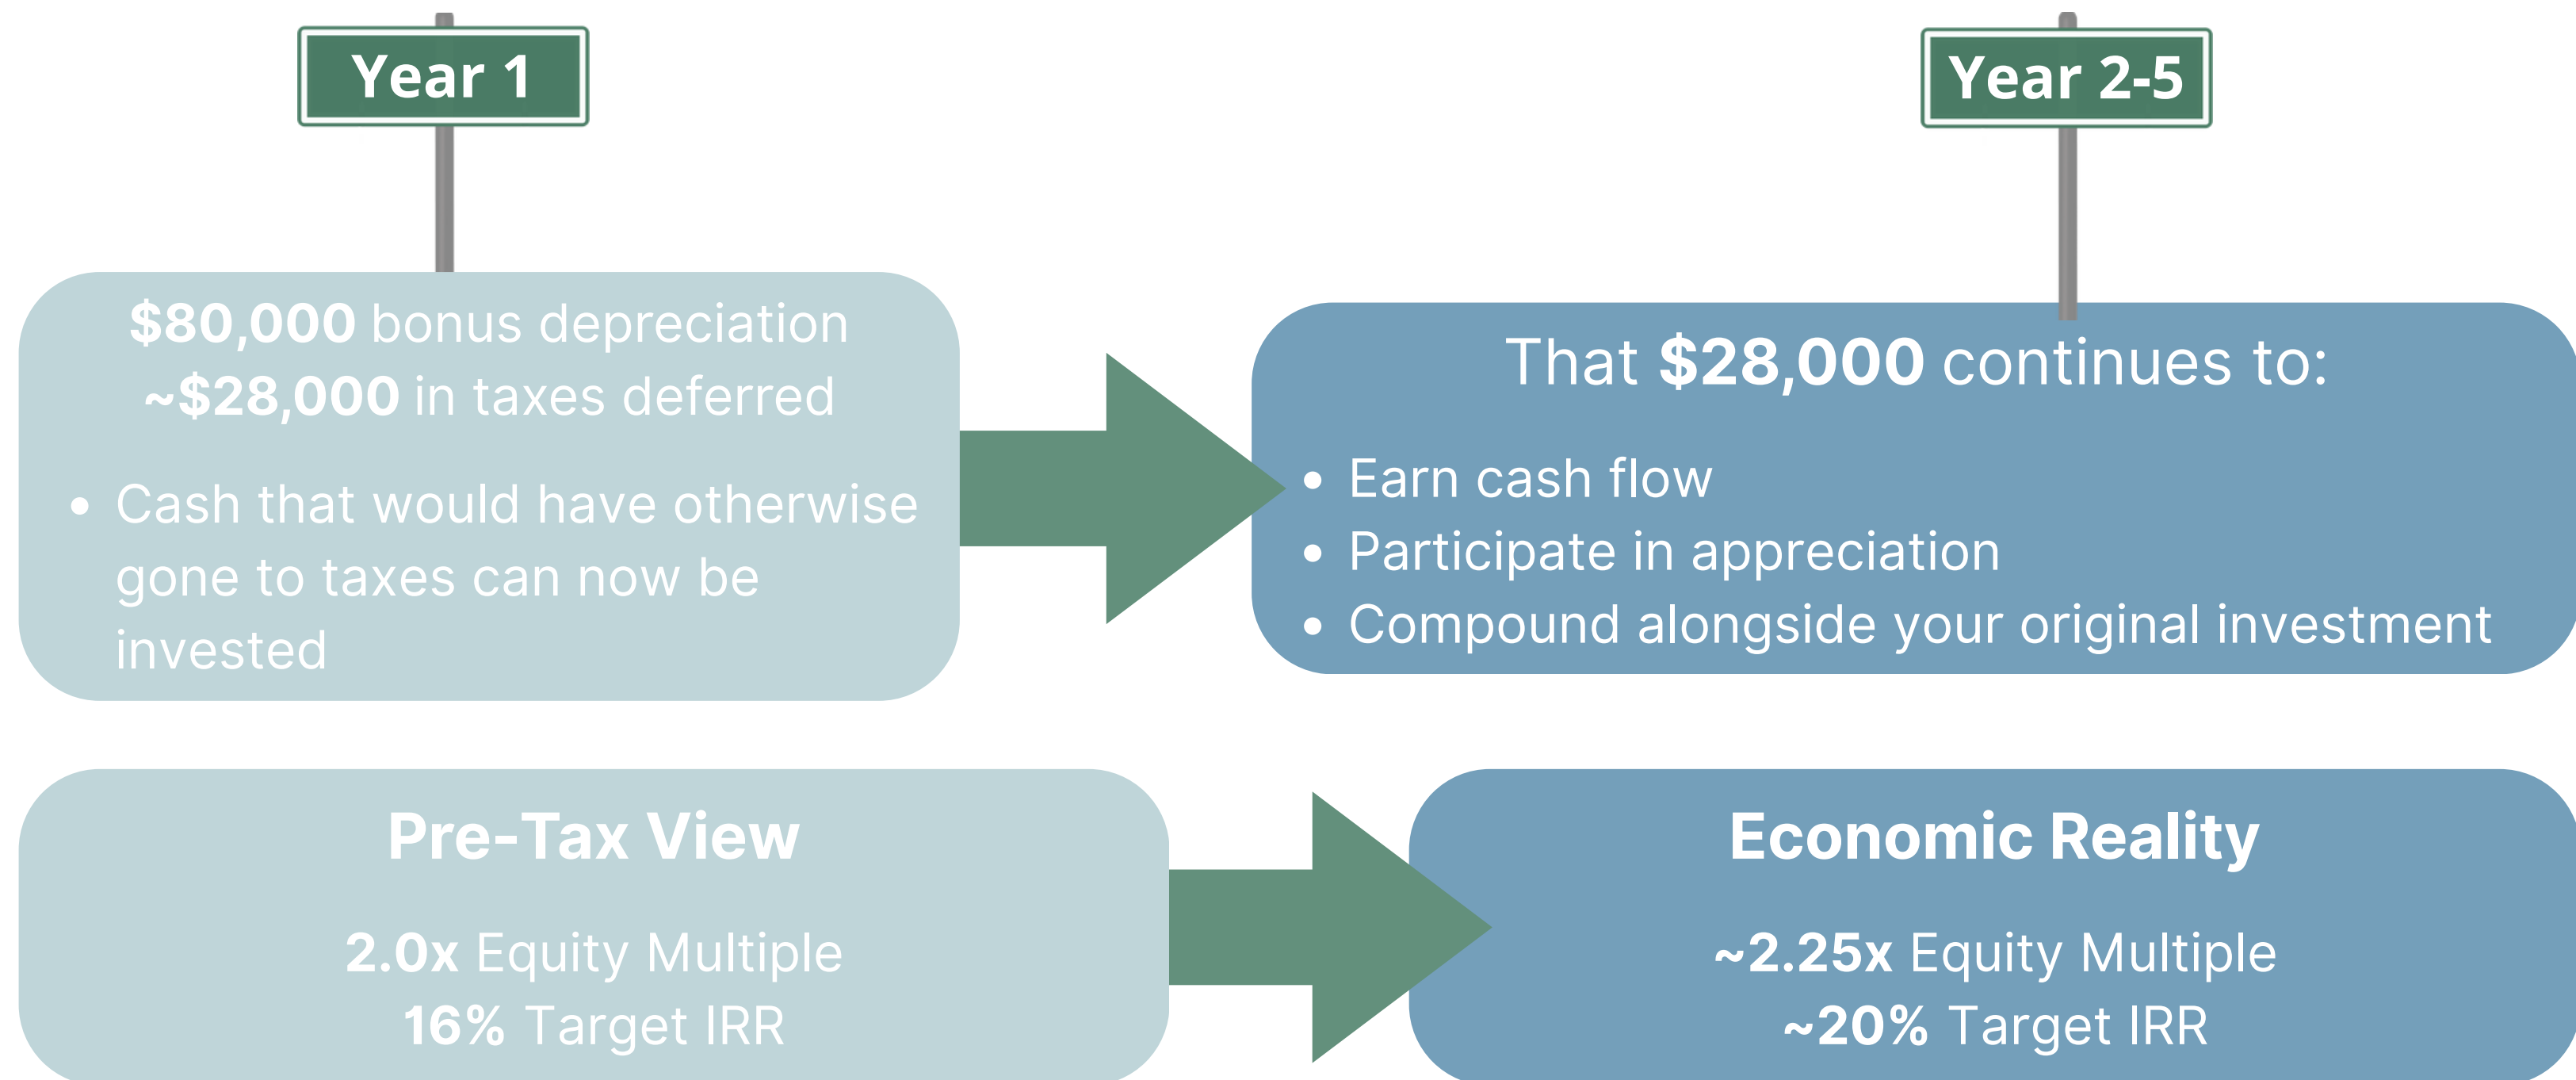 Year 1
Year 2-5
$80,000 bonus depreciation
~$28,000 in taxes deferred
• Cash that would have otherwise
gone to taxes can now be
invested
That $28,000 continues to:
• Earn cash flow
• Participate in appreciation
• Compound alongside your original investment
Pre-Tax View
2.0x Equity Multiple
16% Target IRR
Economic Reality
~2.25x Equity Multiple
~20% Target IRR